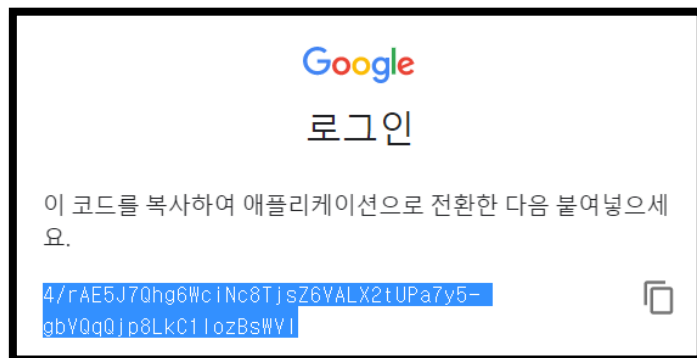 Google
로그인
이 코드를 복사하여 애플리케이션으로 전환한 다음 붙여넣으세
요.
4/rAE5J7Qhg6WciNc8TjsZ6VALX2tUPa7y5-
gbVQqQjp8LkC1lozBsWVI